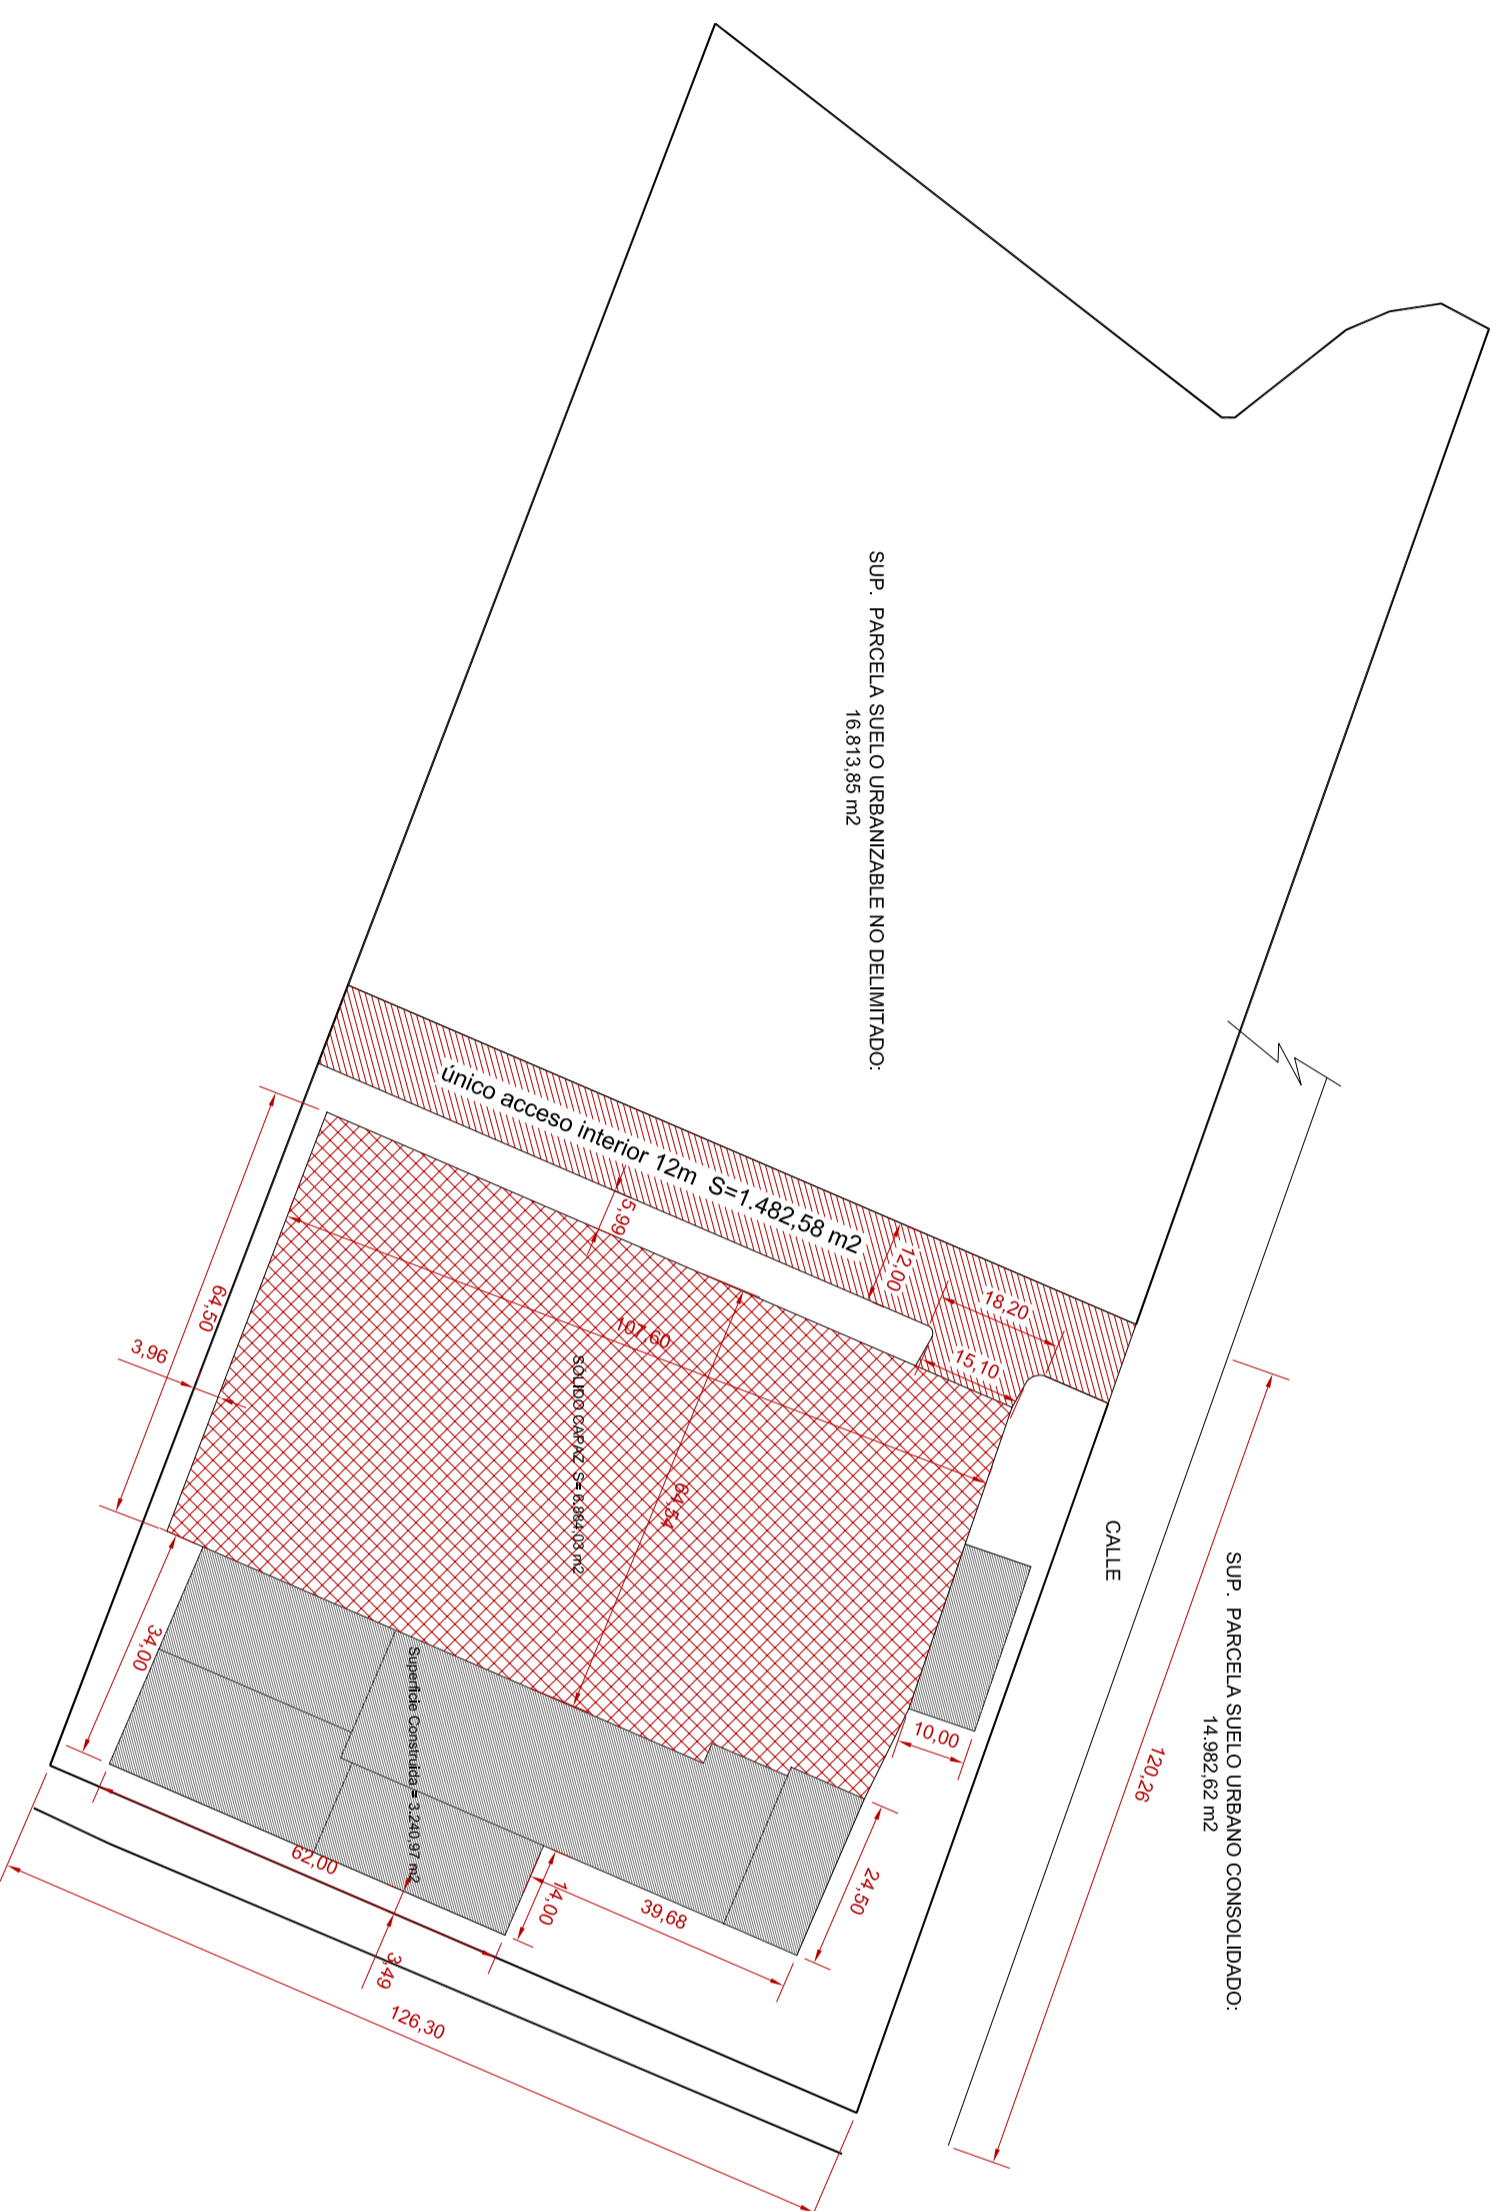 SUP. PARCELA SUELO URBANIZABLE NO DELIMITADO:
16.813,85 m2
único acceso interior 12m S=1.482,58 m2
5,99
12,00
18,20
15,10
107,60
64,54
SOLIDO CAPAZ S= 6.884,03 m2
64,50
3,96
34,00
Superficie Construida = 3.240,97 m2
62,00
3,49
14,00
39,68
24,50
10,00
126,30
CALLE
120,26
SUP. PARCELA SUELO URBANO CONSOLIDADO:
14.982,62 m2